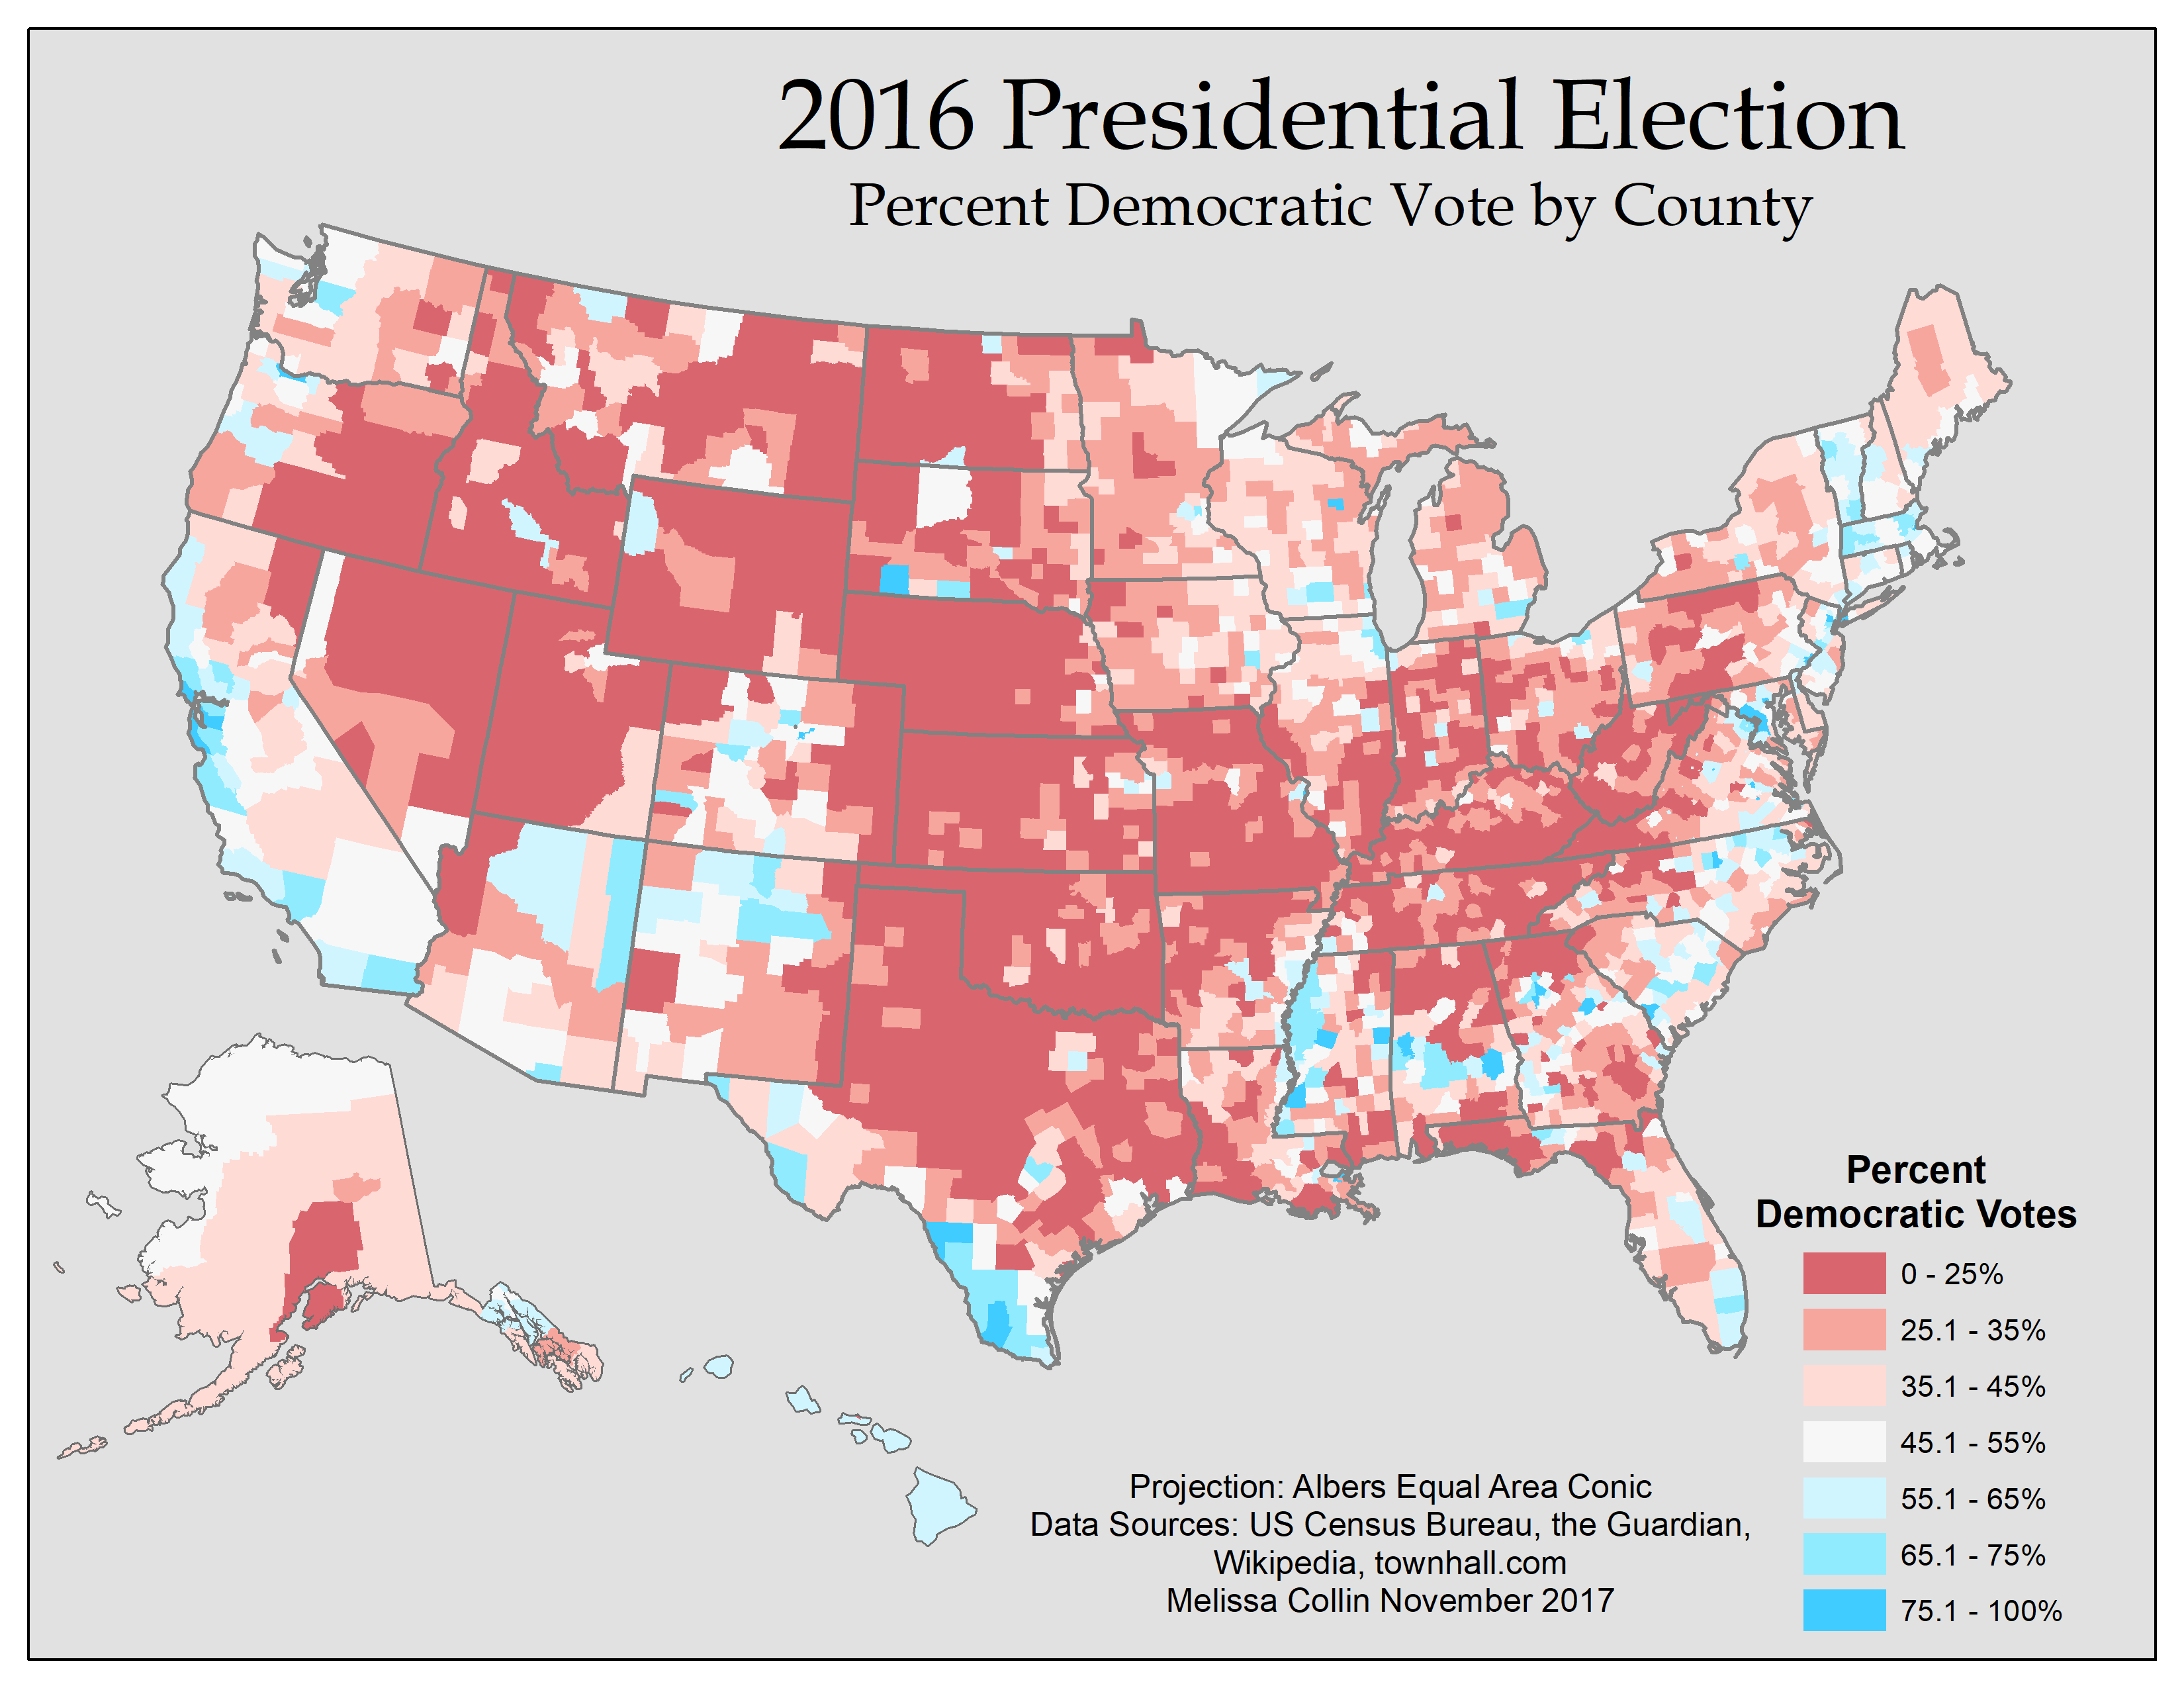 2016 Presidential Election
Percent Democratic Vote by County
Percent
Democratic Votes
0 - 25%
25.1 - 35%
35.1 - 45%
45.1 - 55%
55.1 - 65%
65.1 - 75%
75.1 - 100%
Projection: Albers Equal Area Conic
Data Sources: US Census Bureau, the Guardian,
Wikipedia, townhall.com
Melissa Collin November 2017